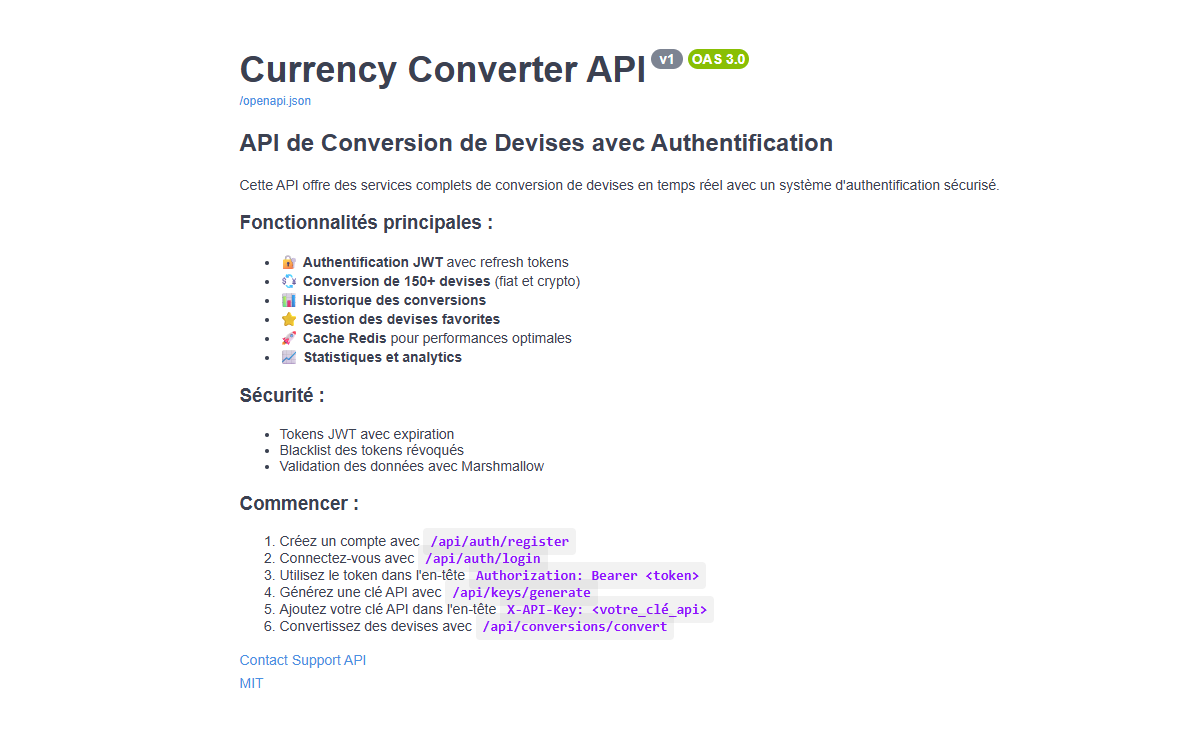 Currency Converter API v1 OAS 3.0
/openapi.json
API de Conversion de Devises avec Authentification
Cette API offre des services complets de conversion de devises en temps réel avec un système d'authentification sécurisé.
Fonctionnalités principales :
• 🔐 Authentification JWT avec refresh tokens
• 💱 Conversion de 150+ devises (fiat et crypto)
• 📊 Historique des conversions
• ⭐ Gestion des devises favorites
• 🚀 Cache Redis pour performances optimales
• 📈 Statistiques et analytics
Sécurité :
• Tokens JWT avec expiration
• Blacklist des tokens révoqués
• Validation des données avec Marshmallow
Commencer :
1. Créez un compte avec /api/auth/register
2. Connectez-vous avec /api/auth/login
3. Utilisez le token dans l'en-tête Authorization: Bearer <token>
4. Générez une clé API avec /api/keys/generate
5. Ajoutez votre clé API dans l'en-tête X-API-Key: <votre_clé_api>
6. Convertissez des devises avec /api/conversions/convert
Contact Support API
MIT